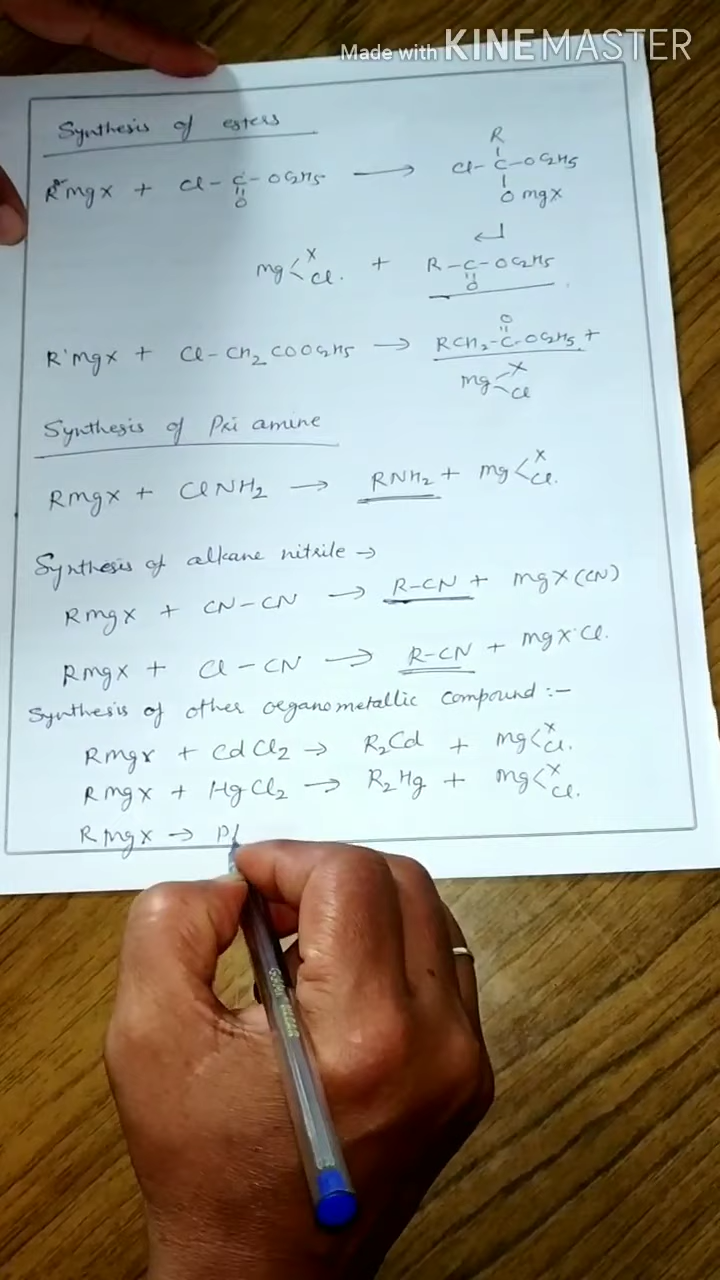 Made with KINEMASTER
Synthesis of esters
RMgX + Cl-C-OC2H5 → Cl-C-OC2H5
R
O
OMgX
Mg<X Cl. + R-C-OC2H5
O
R'MgX + Cl-CH2COOC2H5 → RCH2-C-OC2H5 +
O
Mg<X Cl
Synthesis of Pri amine
RMgX + ClNH2 → RNH2 + Mg<X Cl.
Synthesis of alkane nitrile →
RMgX + CN-CN → R-CN + MgX(CN)
RMgX + Cl-CN → R-CN + MgX·Cl.
Synthesis of other organometallic compound :-
RMgX + CdCl2 → R2Cd + Mg<X Cl.
RMgX + HgCl2 → R2Hg + Mg<X Cl.
RMgX →